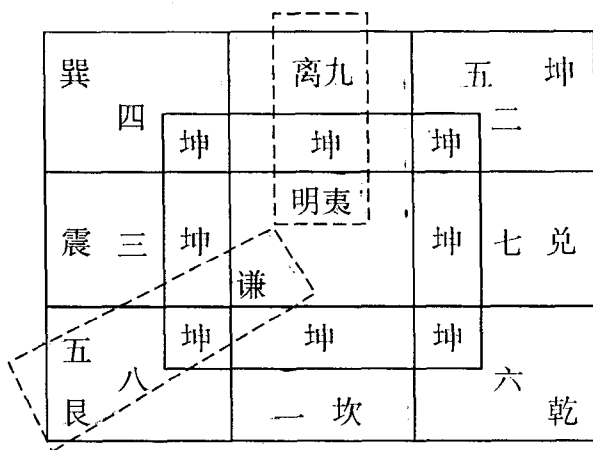 巽 离九 五 坤
四 二
坤 坤 坤
明夷
震 三 坤 坤 七 兑
谦
五 坤 坤 坤
八 六
艮 一 坎 乾